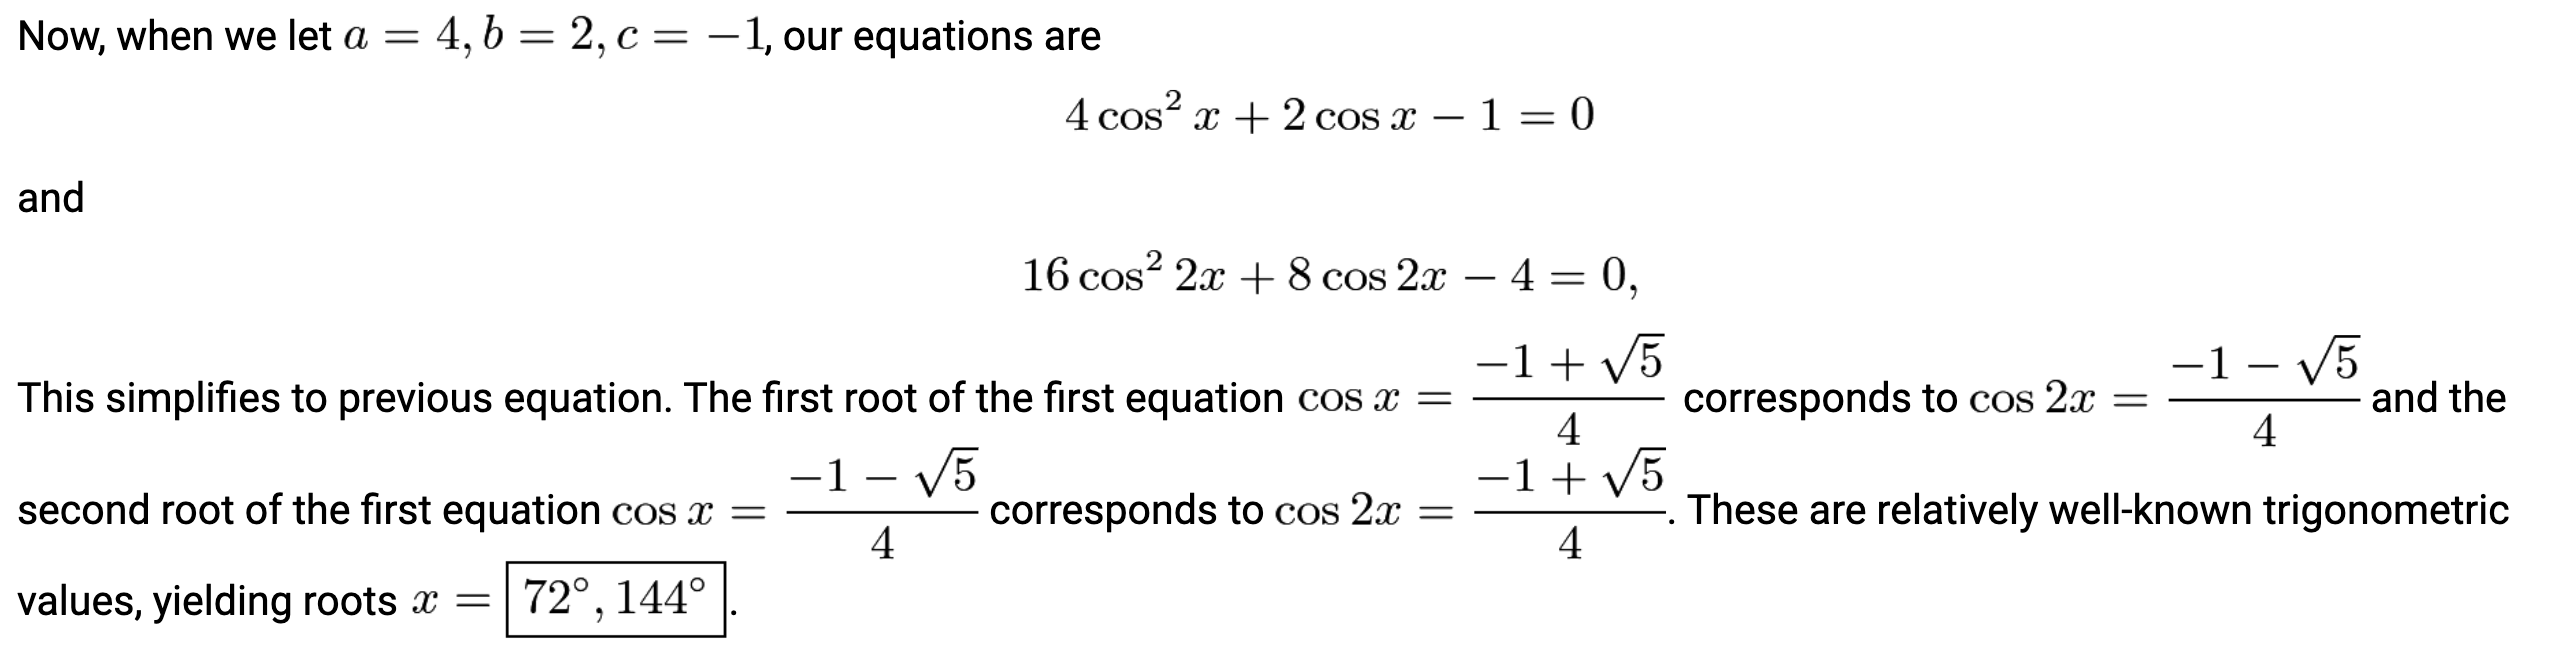 Now, when we let $a = 4, b = 2, c = -1$, our equations are
$$4 \cos^2 x + 2 \cos x - 1 = 0$$
and
$$16 \cos^2 2x + 8 \cos 2x - 4 = 0,$$
This simplifies to previous equation. The first root of the first equation $\cos x = \dfrac{-1 + \sqrt{5}}{4}$ corresponds to $\cos 2x = \dfrac{-1 - \sqrt{5}}{4}$ and the
second root of the first equation $\cos x = \dfrac{-1 - \sqrt{5}}{4}$ corresponds to $\cos 2x = \dfrac{-1 + \sqrt{5}}{4}$. These are relatively well-known trigonometric
values, yielding roots $x = \boxed{72^\circ, 144^\circ}$.